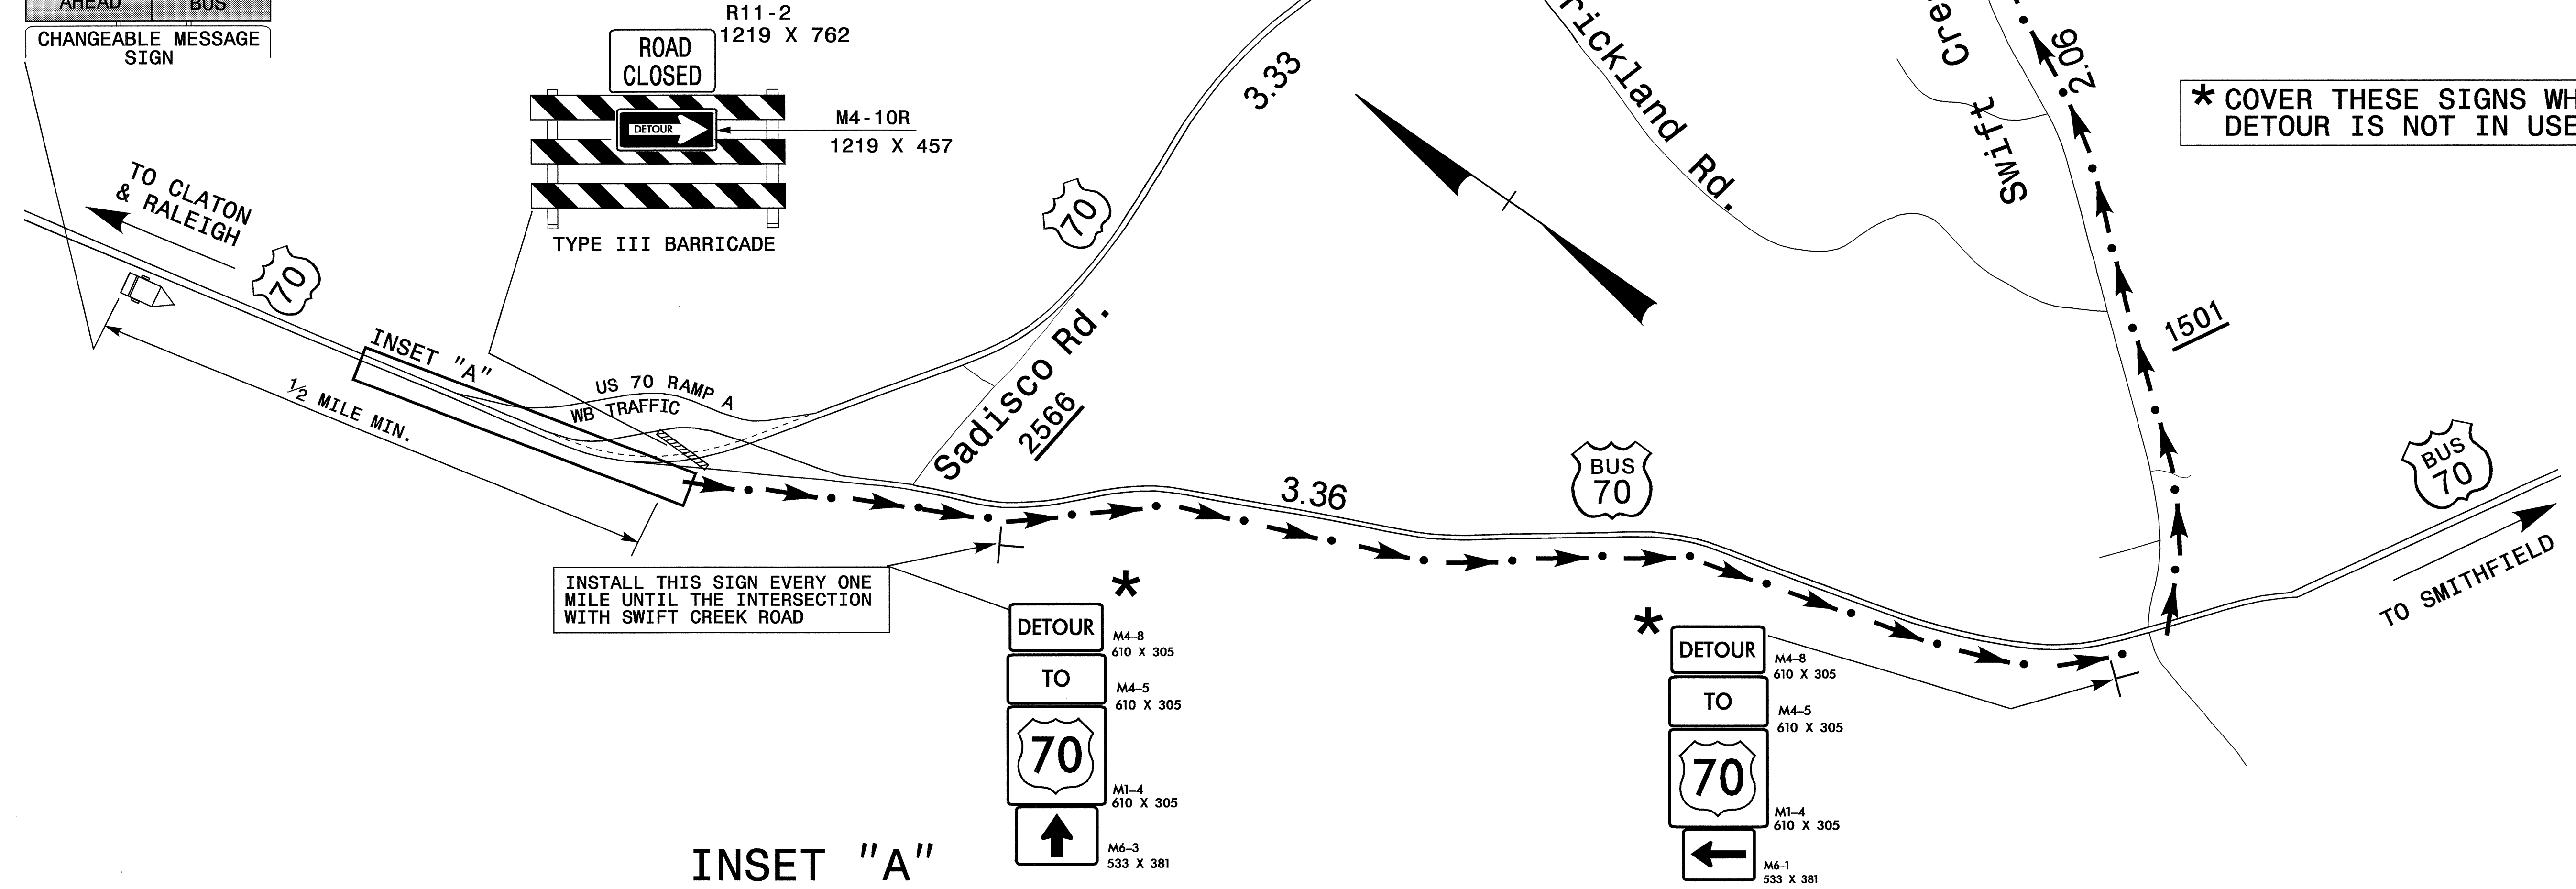 AHEAD
BUS
CHANGEABLE MESSAGE
SIGN
R11-2
1219 X 762
ROAD
CLOSED
DETOUR
M4-10R
1219 X 457
TYPE III BARRICADE
TO CLATON
& RALEIGH
70
INSET "A"
1/2 MILE MIN.
US 70 RAMP A
WB TRAFFIC
70
3.33
Sadisco Rd.
2566
rickland Rd.
Swift Cre
2.06
* COVER THESE SIGNS WH
DETOUR IS NOT IN USE
1501
BUS
70
3.36
BUS
70
TO SMITHFIELD
INSTALL THIS SIGN EVERY ONE
MILE UNTIL THE INTERSECTION
WITH SWIFT CREEK ROAD
*
DETOUR
M4-8
610 X 305
TO
M4-5
610 X 305
70
M1-4
610 X 305
M6-3
533 X 381
*
DETOUR
M4-8
610 X 305
TO
M4-5
610 X 305
70
M1-4
610 X 305
M6-1
533 X 381
INSET "A"